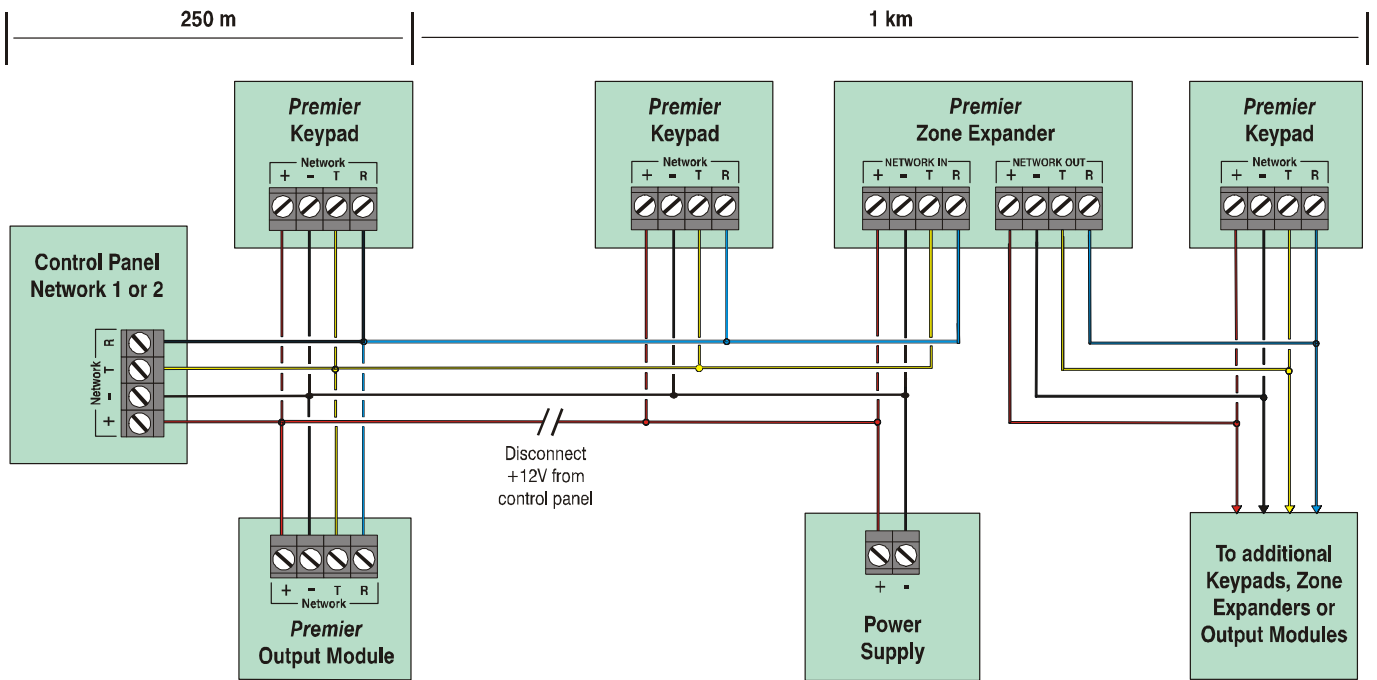 250 m
1 km
Premier
Keypad
Network
+ - T R
Premier
Keypad
Network
+ - T R
Premier
Zone Expander
NETWORK IN
+ - T R
NETWORK OUT
+ - T R
Premier
Keypad
Network
+ - T R
Control Panel
Network 1 or 2
Network
R
T
-
+
Disconnect
+12V from
control panel
+ - T R
Network
Premier
Output Module
+ -
Power
Supply
To additional
Keypads, Zone
Expanders or
Output Modules